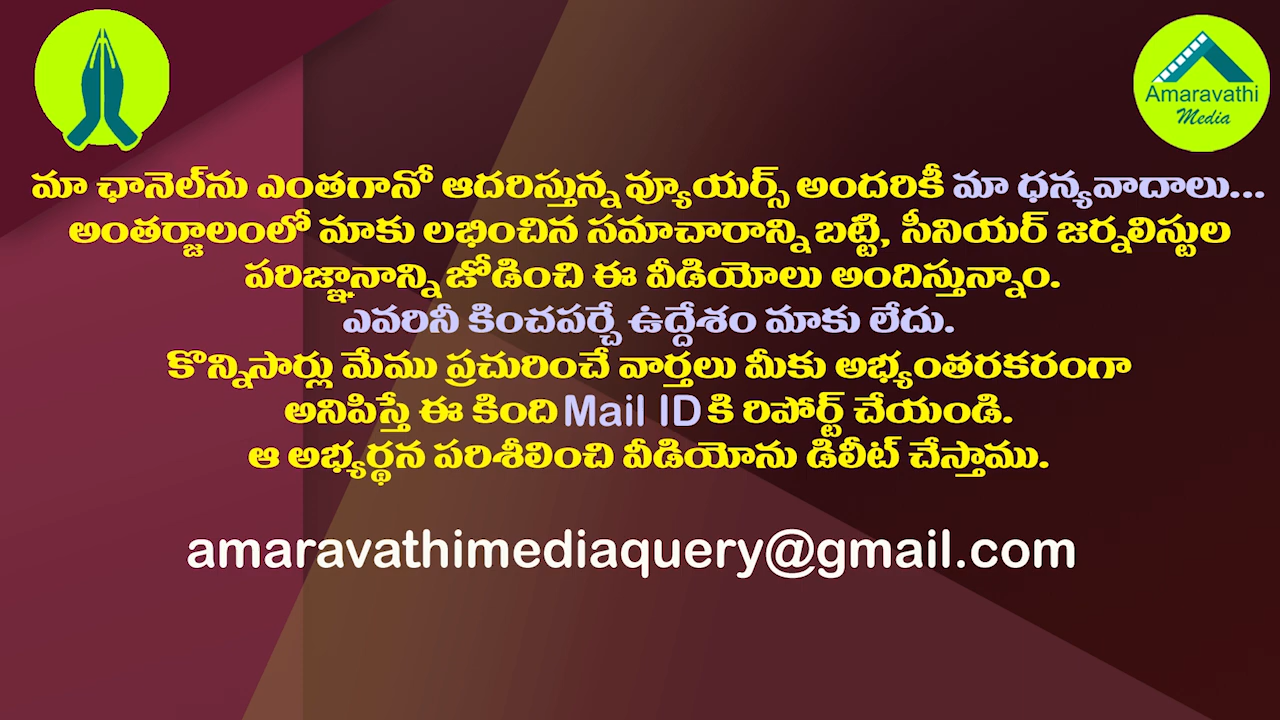 Amaravathi
Media
మా ఛానెల్‌ను ఎంతగానో ఆదరిస్తున్న వ్యూయర్స్ అందరికీ మా ధన్యవాదాలు...
అంతర్జాలంలో మాకు లభించిన సమాచారాన్ని బట్టి, సీనియర్ జర్నలిస్టుల
పరిజ్ఞానాన్ని జోడించి ఈ వీడియోలు అందిస్తున్నాం.
ఎవరినీ కించపర్చే ఉద్దేశం మాకు లేదు.
కొన్నిసార్లు మేము ప్రచురించే వార్తలు మీకు అభ్యంతరకరంగా
అనిపిస్తే ఈ కింది Mail ID కి రిపోర్ట్ చేయండి.
ఆ అభ్యర్థన పరిశీలించి వీడియోను డిలీట్ చేస్తాము.
amaravathimediaquery@gmail.com